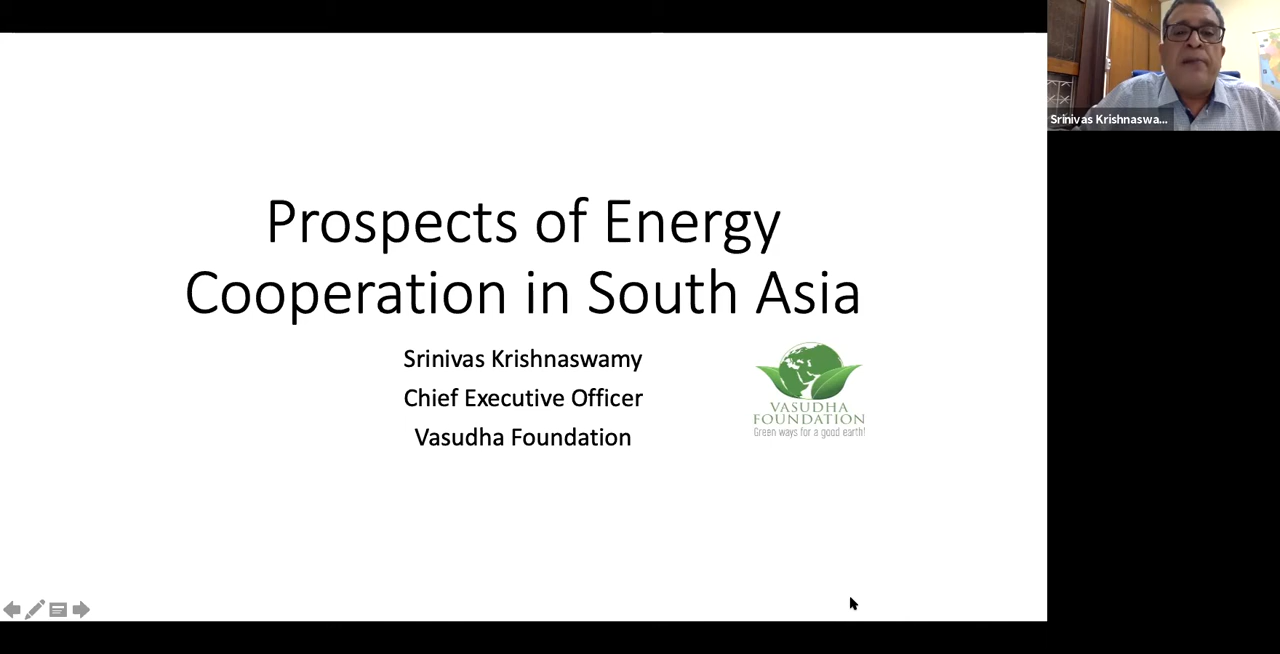 Prospects of Energy
Cooperation in South Asia
Srinivas Krishnaswamy
Chief Executive Officer
Vasudha Foundation
VASUDHA
FOUNDATION
Green ways for a good earth!
Srinivas Krishnaswa...